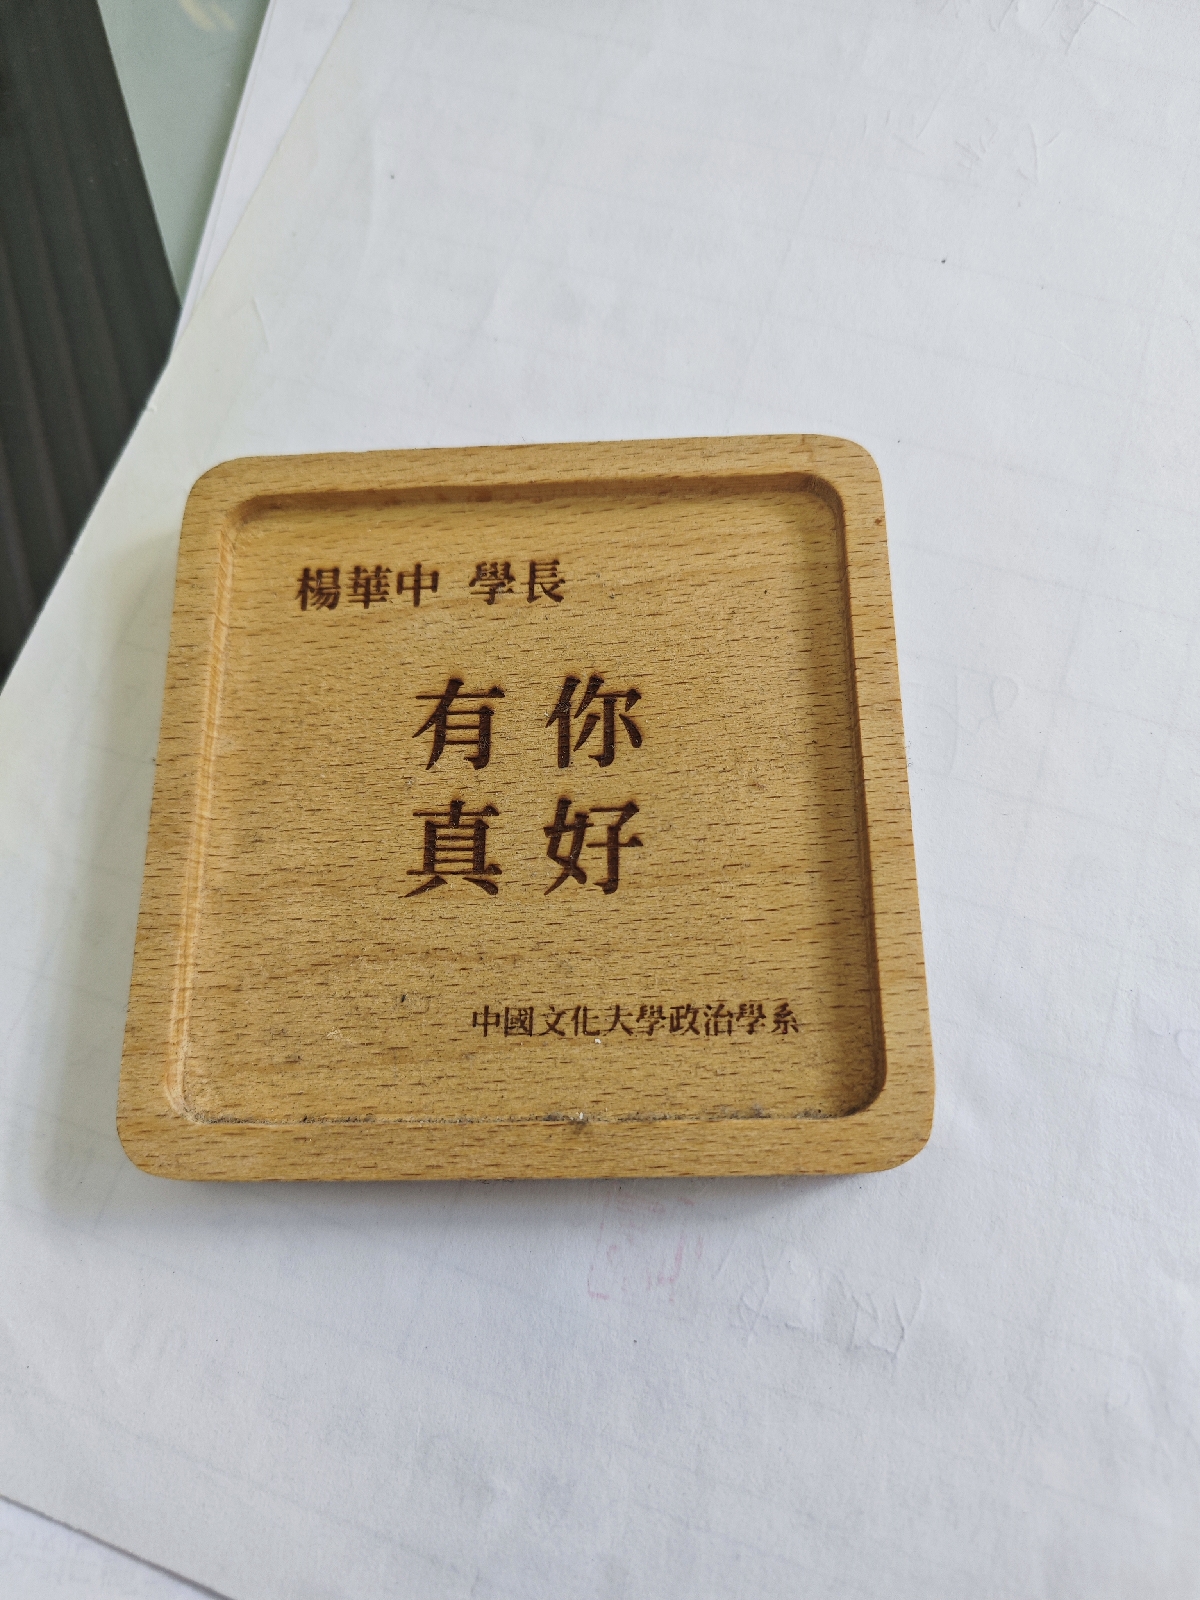 楊華中 學長
有你
真好
中國文化大學政治學系